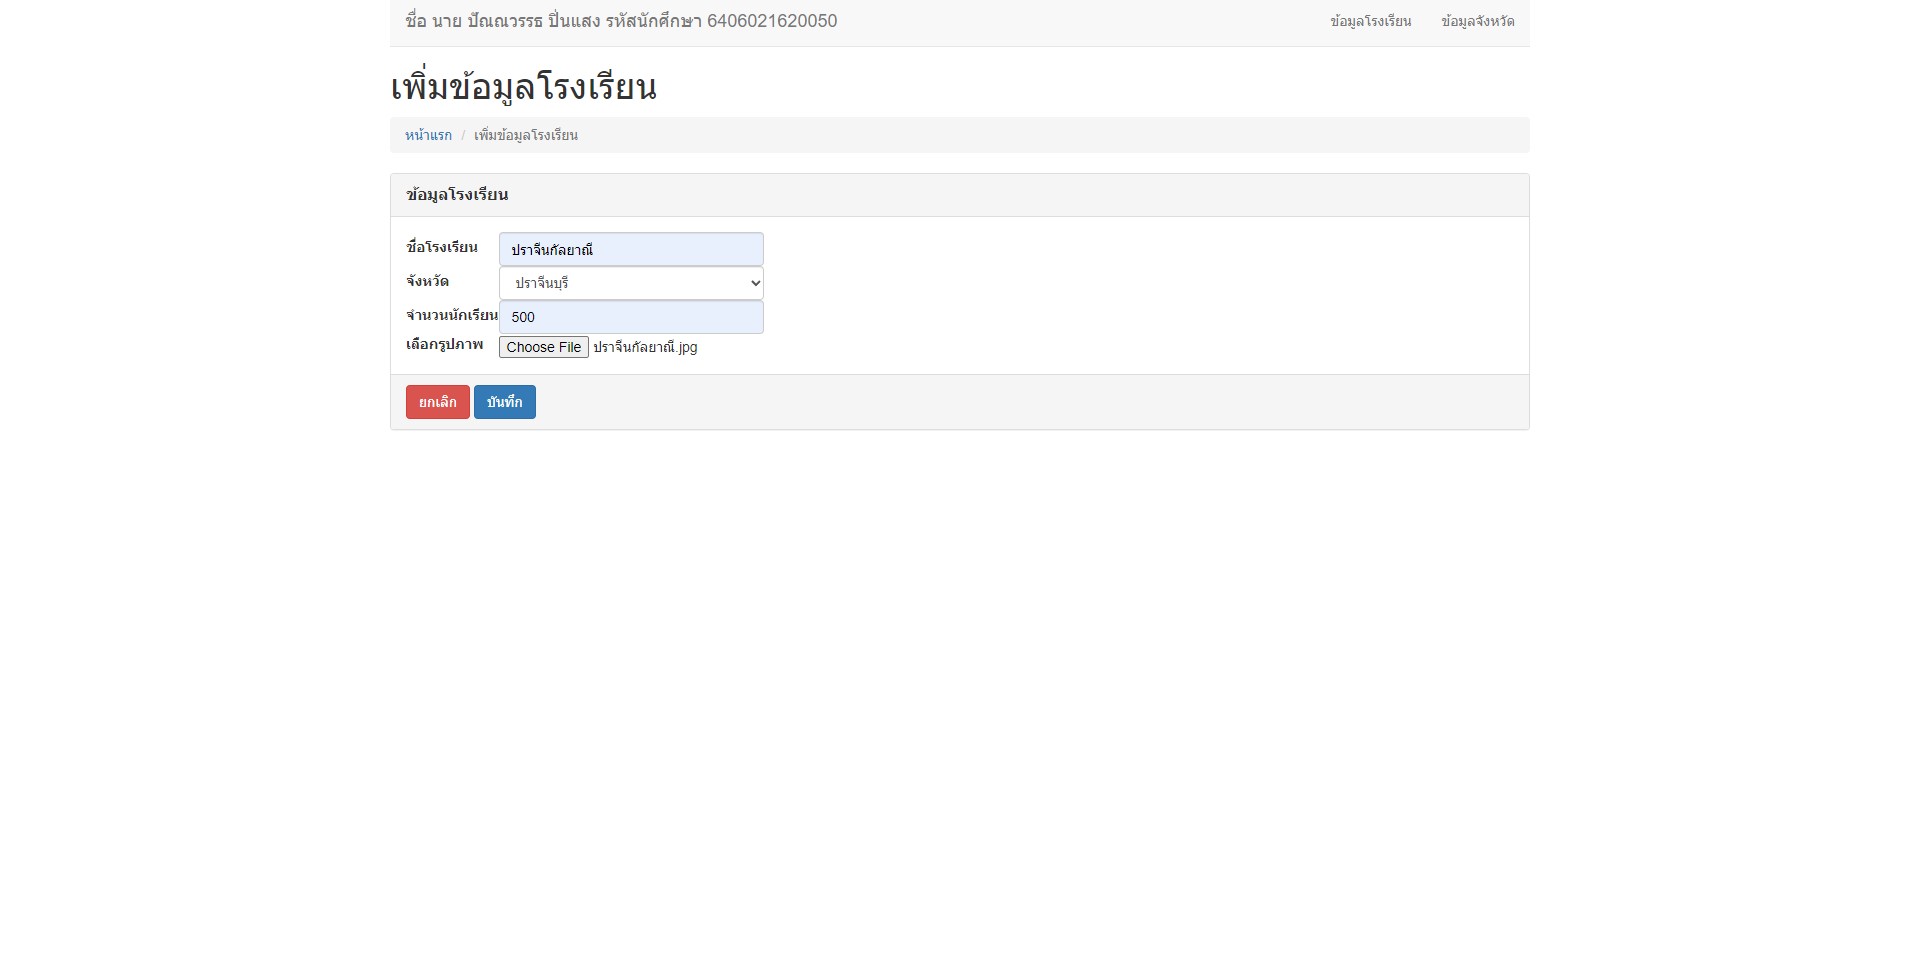 ชื่อ นาย ปัณณวรรธ ปิ่นแสง รหัสนักศึกษา 6406021620050 ข้อมูลโรงเรียน ข้อมูลจังหวัด
เพิ่มข้อมูลโรงเรียน
หน้าแรก / เพิ่มข้อมูลโรงเรียน
ข้อมูลโรงเรียน
ชื่อโรงเรียน ปราจีนกัลยาณี
จังหวัด ปราจีนบุรี
จำนวนนักเรียน 500
เลือกรูปภาพ Choose File ปราจีนกัลยาณี.jpg
ยกเลิก บันทึก